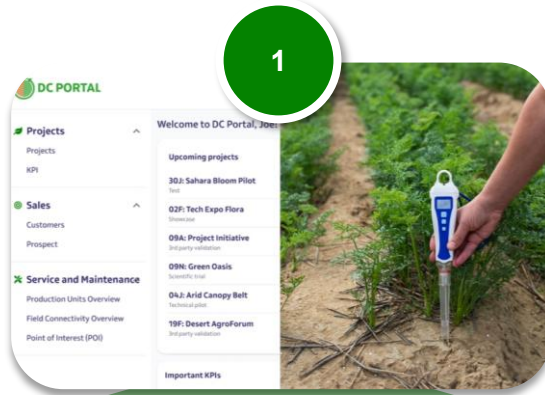 1
DC PORTAL
Projects
Projects
KPI
Sales
Customers
Prospect
Service and Maintenance
Production Units Overview
Field Connectivity Overview
Point of Interest (POI)
Welcome to DC Portal, Joe!
Upcoming projects
30J: Sahara Bloom Pilot
Test
02F: Tech Expo Flora
Showcase
09A: Project Initiative
3rd party validation
09N: Green Oasis
Scientific trial
04J: Arid Canopy Belt
Technical pilot
19F: Desert AgroForum
3rd party validation
Important KPIs